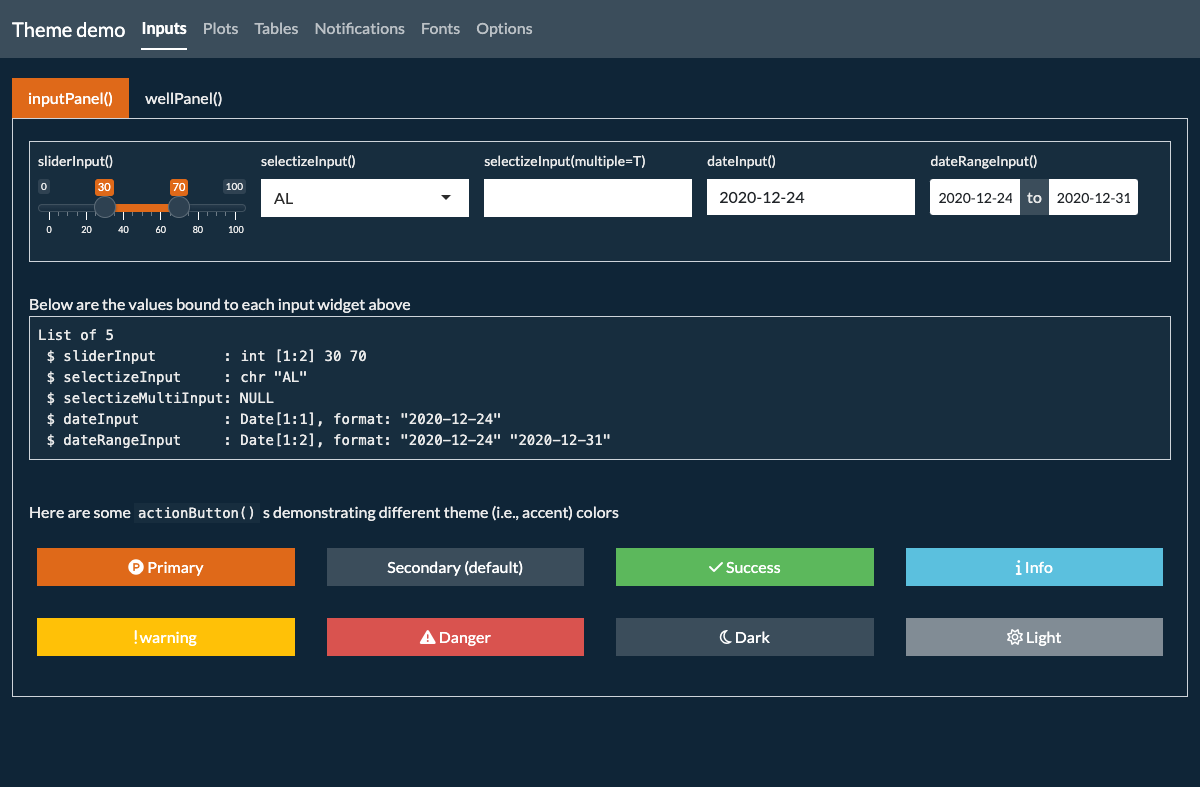 Theme demo Inputs Plots Tables Notifications Fonts Options
inputPanel() wellPanel()
sliderInput() selectizeInput() selectizeInput(multiple=T) dateInput() dateRangeInput()
0 30 70 100
AL 2020-12-24 2020-12-24 to 2020-12-31
0 20 40 60 80 100
Below are the values bound to each input widget above
List of 5
 $ sliderInput        : int [1:2] 30 70
 $ selectizeInput     : chr "AL"
 $ selectizeMultiInput: NULL
 $ dateInput          : Date[1:1], format: "2020-12-24"
 $ dateRangeInput     : Date[1:2], format: "2020-12-24" "2020-12-31"
Here are some actionButton() s demonstrating different theme (i.e., accent) colors
Primary Secondary (default) Success Info
warning Danger Dark Light